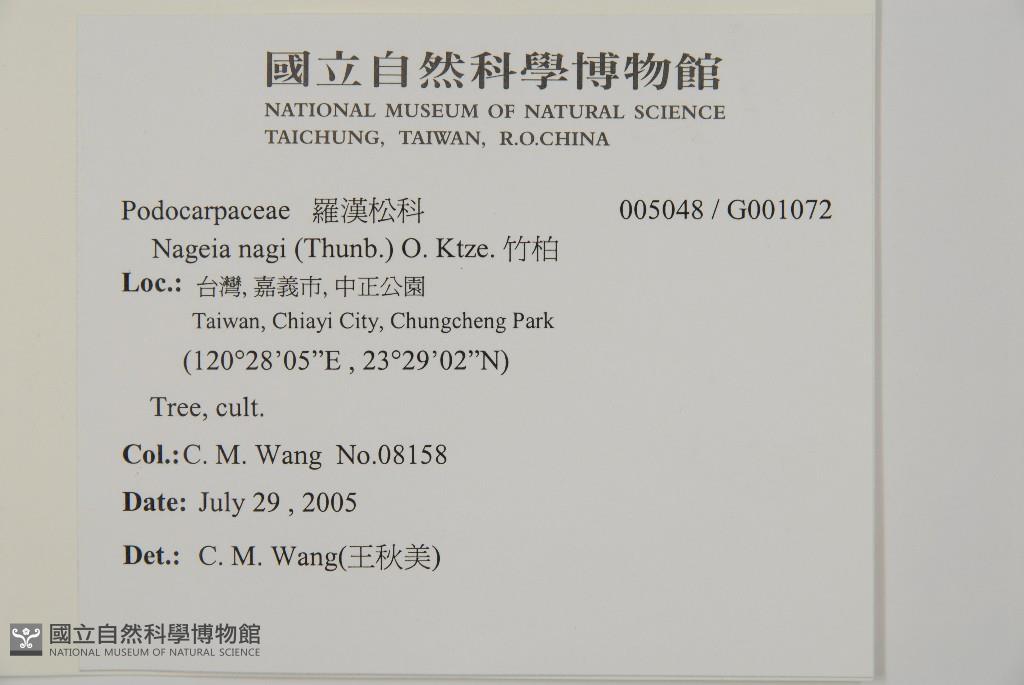 國立自然科學博物館
NATIONAL MUSEUM OF NATURAL SCIENCE
TAICHUNG, TAIWAN, R.O.CHINA
Podocarpaceae 羅漢松科 005048 / G001072
Nageia nagi (Thunb.) O. Ktze. 竹柏
Loc.: 台灣, 嘉義市, 中正公園
Taiwan, Chiayi City, Chungcheng Park
(120°28’05”E , 23°29’02”N)
Tree, cult.
Col.:C. M. Wang No.08158
Date: July 29 , 2005
Det.: C. M. Wang(王秋美)
國立自然科學博物館
NATIONAL MUSEUM OF NATURAL SCIENCE